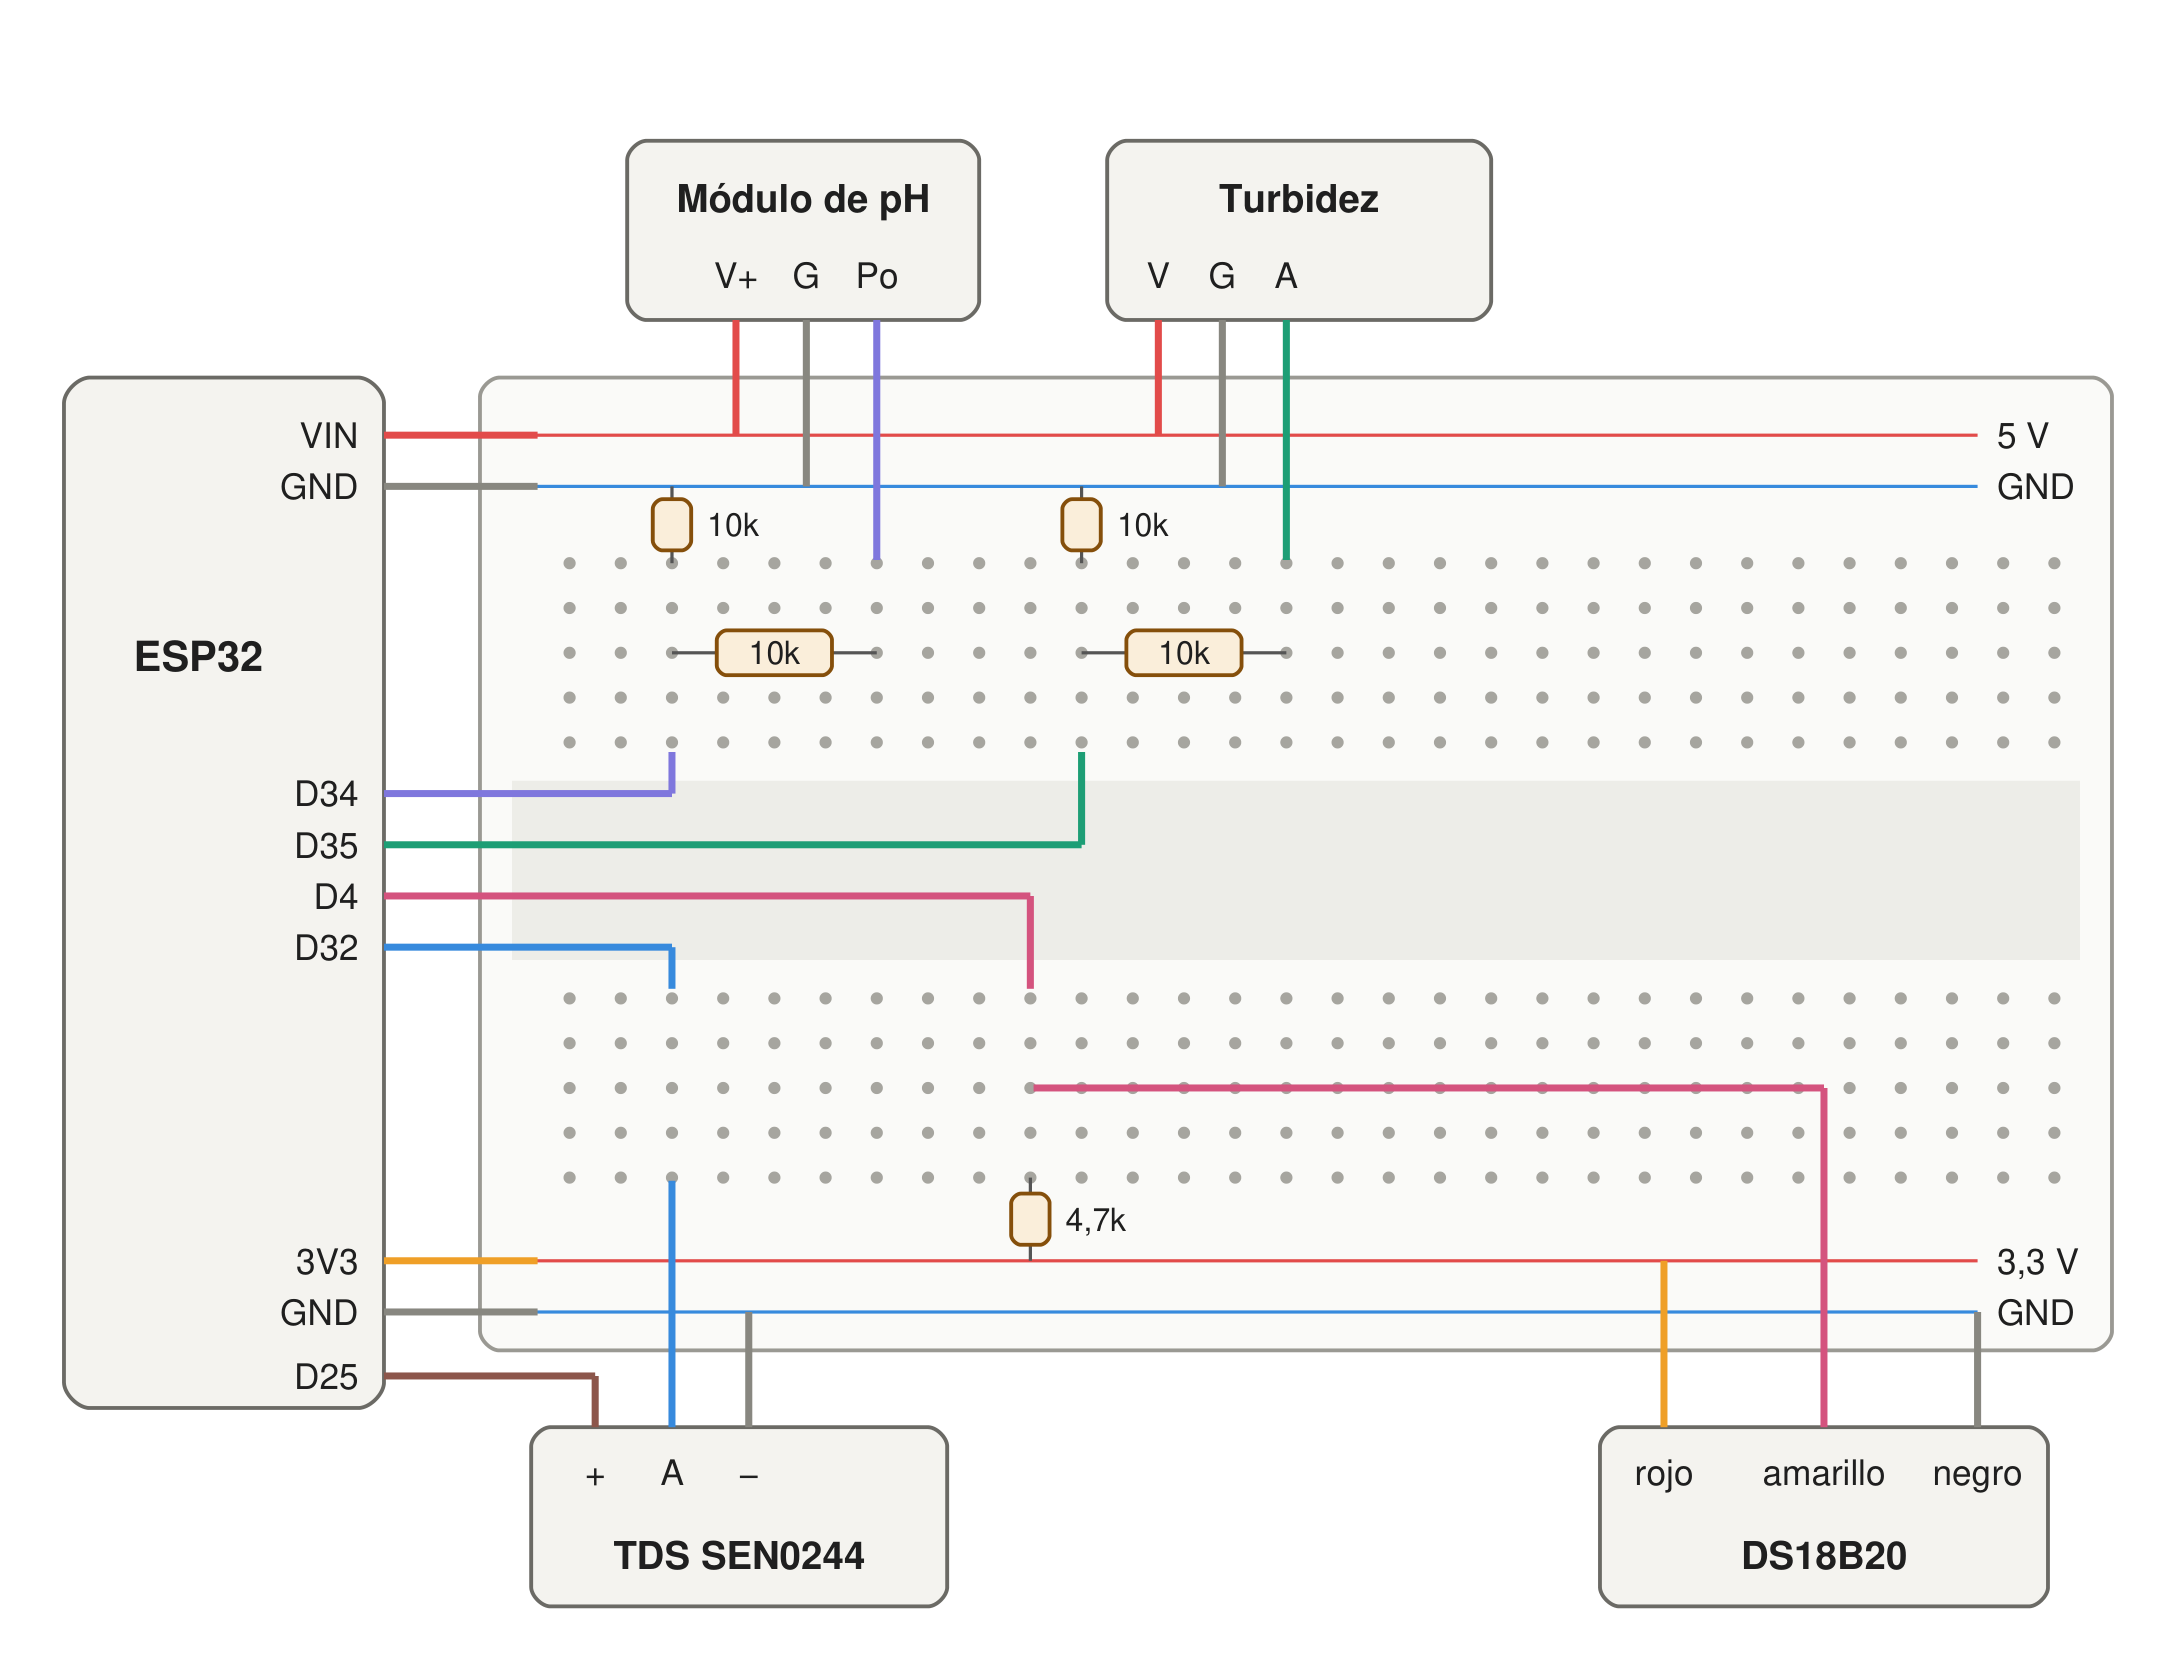 Módulo de pH
V+ G Po
Turbidez
V G A
VIN
5 V
GND
GND
10k
10k
ESP32
10k
10k
D34
D35
D4
D32
4,7k
3V3
3,3 V
GND
GND
D25
+ A −
TDS SEN0244
rojo amarillo negro
DS18B20